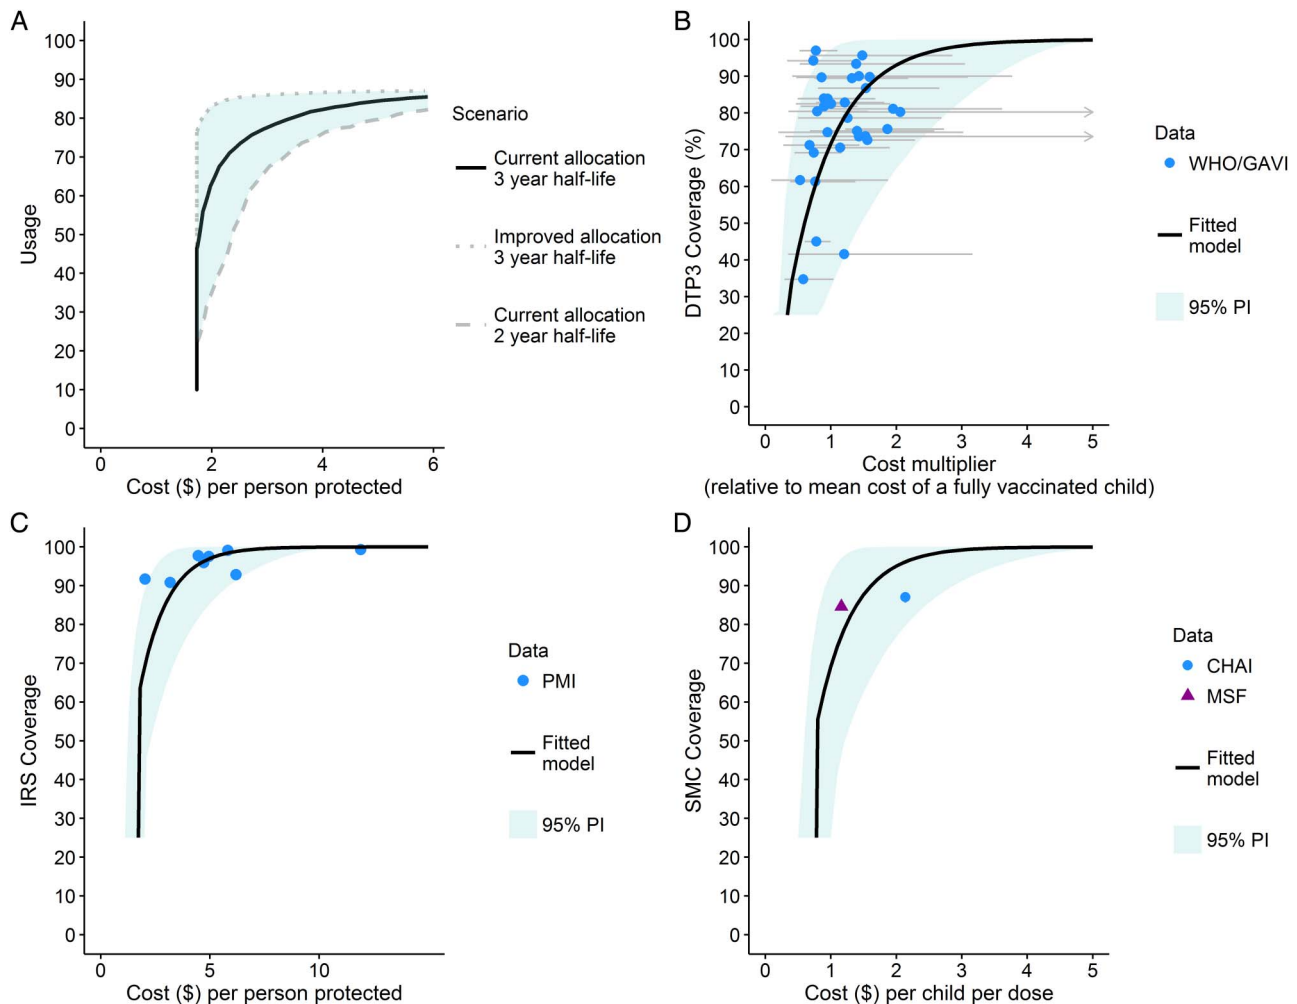 A
100
90
80
70
60
50
40
30
20
10
0
Usage
0
2
4
6
Cost ($) per person protected
Scenario
Current allocation
3 year half-life
Improved allocation
3 year half-life
Current allocation
2 year half-life
B
100
90
80
70
60
50
40
30
20
10
0
DTP3 Coverage (%)
0
1
2
3
4
5
Cost multiplier
(relative to mean cost of a fully vaccinated child)
Data
WHO/GAVI
Fitted
model
95% PI
C
100
90
80
70
60
50
40
30
20
10
0
IRS Coverage
0
5
10
Cost ($) per person protected
Data
PMI
Fitted
model
95% PI
D
100
90
80
70
60
50
40
30
20
10
0
SMC Coverage
0
1
2
3
4
5
Cost ($) per child per dose
Data
CHAI
MSF
Fitted
model
95% PI